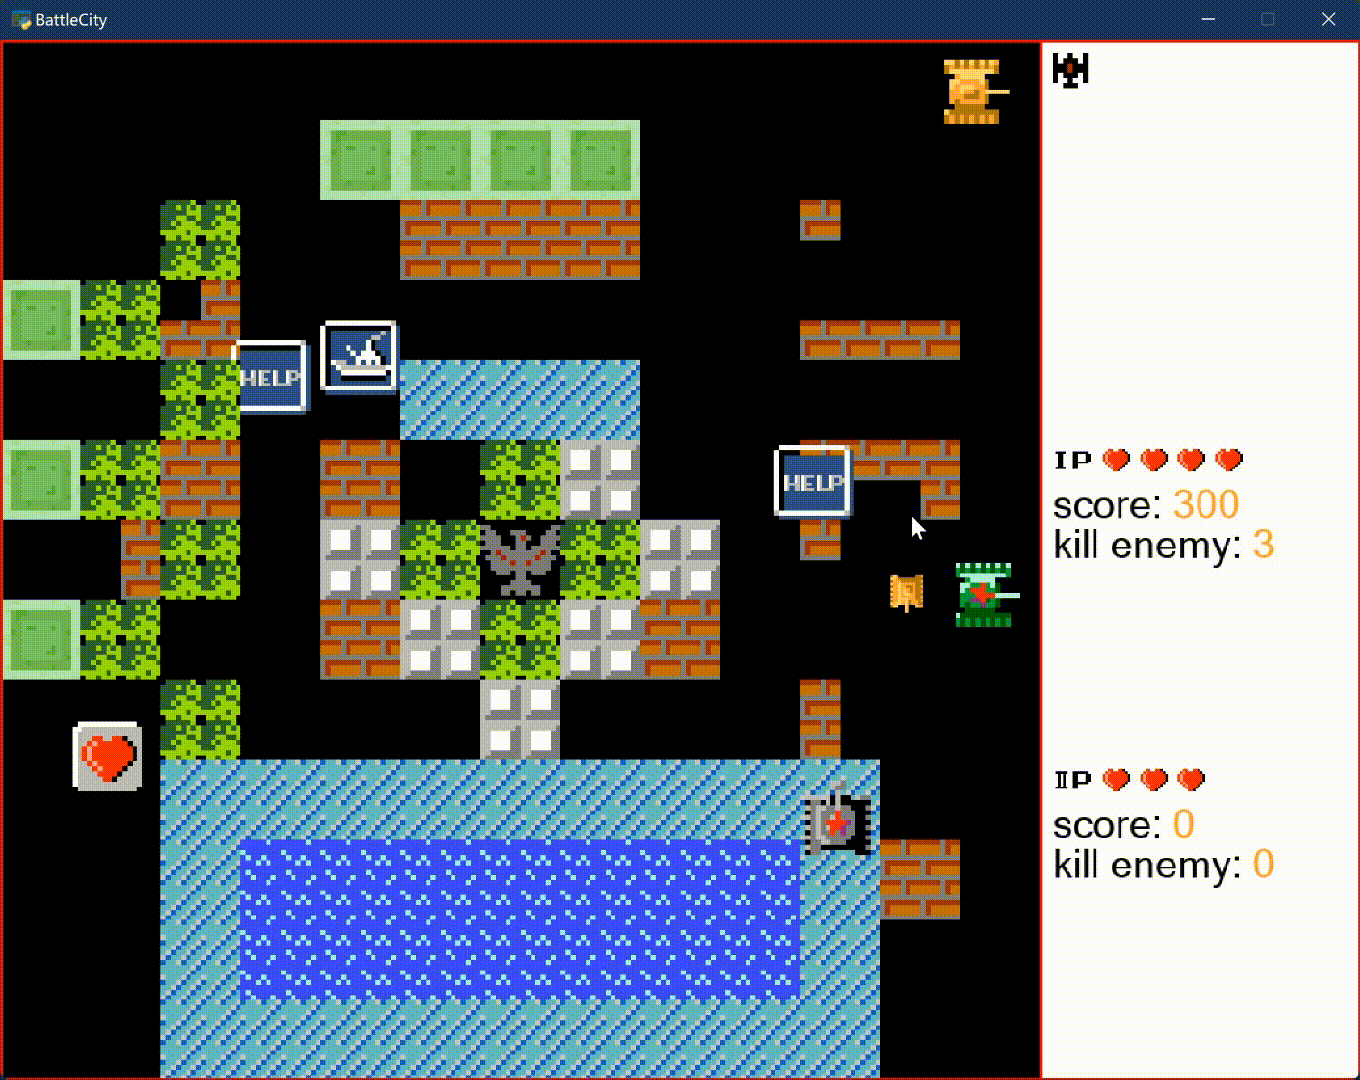 BattleCity
HELP
HELP
IP
score: 300
kill enemy: 3
IIP
score: 0
kill enemy: 0